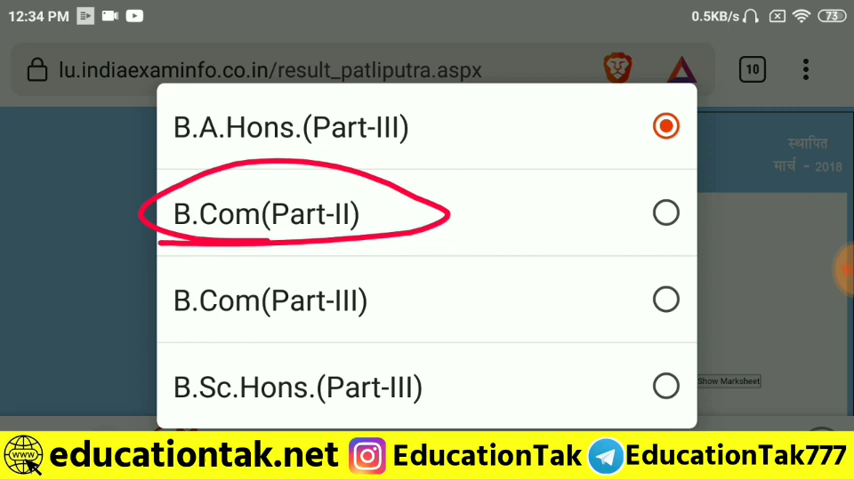 12:34 PM
0.5KB/s
73
lu.indiaexaminfo.co.in/result_patliputra.aspx
10
स्थापित
मार्च - 2018
B.A.Hons.(Part-III)
B.Com(Part-II)
B.Com(Part-III)
B.Sc.Hons.(Part-III)
Show Marksheet
www
educationtak.net
EducationTak
EducationTak777